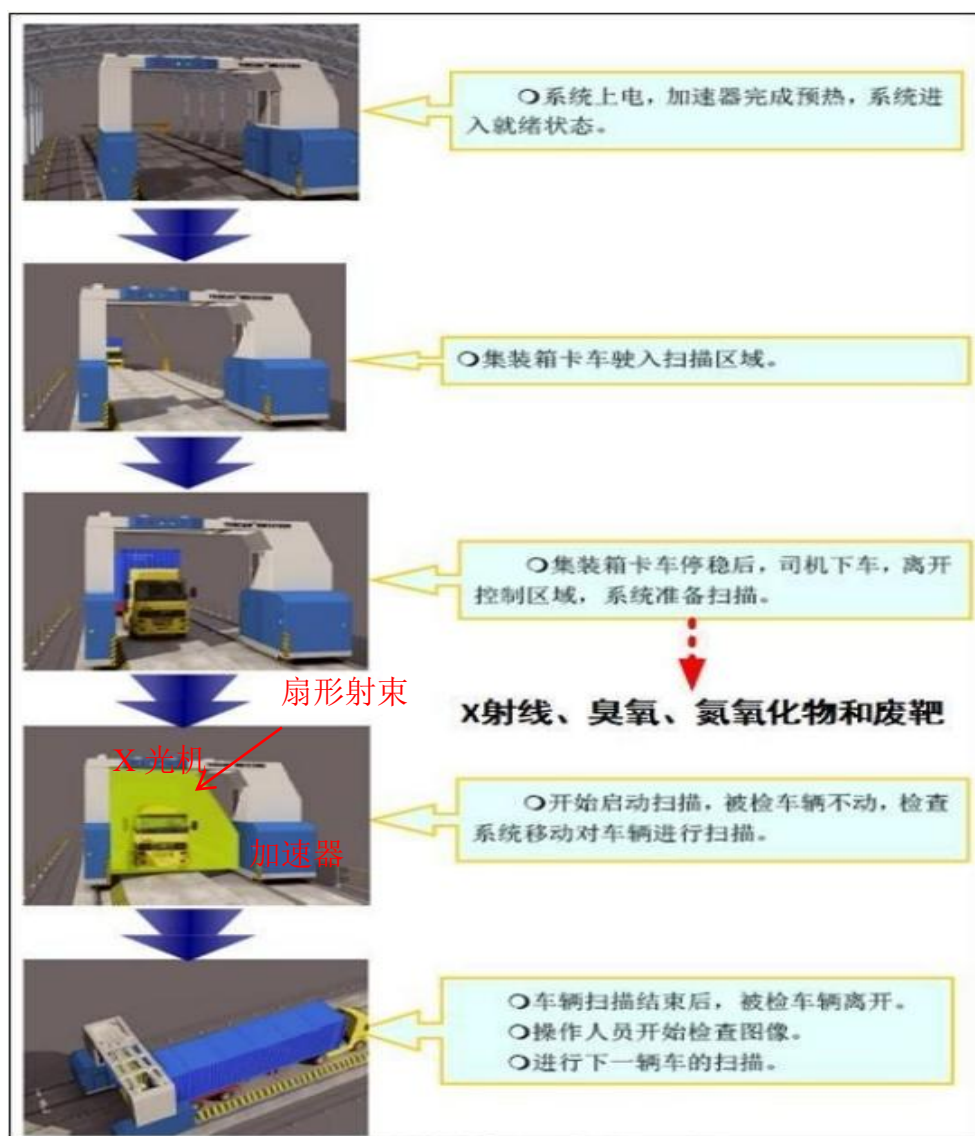 ○系统上电，加速器完成预热，系统进
入就绪状态。
○集装箱卡车驶入扫描区域。
○集装箱卡车停稳后，司机下车，离开
控制区域，系统准备扫描。
扇形射束
X射线、臭氧、氮氧化物和废靶
X 光机
○开始启动扫描，被检车辆不动，检查
系统移动对车辆进行扫描。
加速器
○车辆扫描结束后，被检车辆离开。
○操作人员开始检查图像。
○进行下一辆车的扫描。